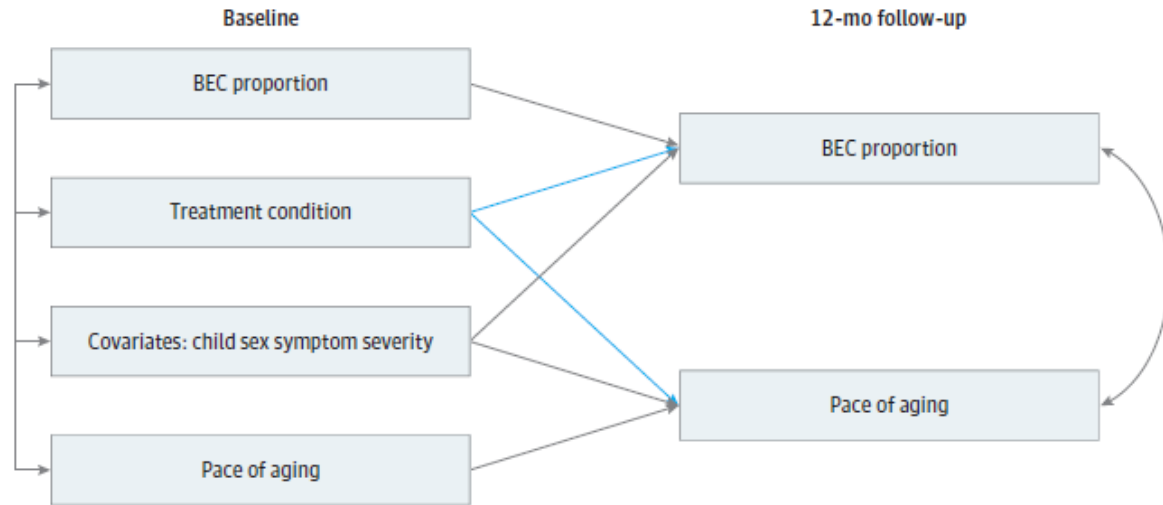 Baseline
12-mo follow-up
BEC proportion
BEC proportion
Treatment condition
Covariates: child sex symptom severity
Pace of aging
Pace of aging